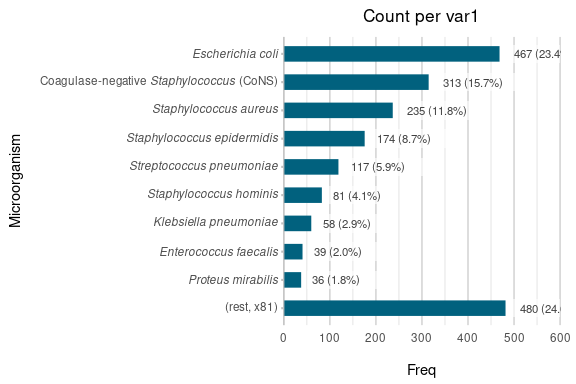 Count per var1
Microorganism
Escherichia coli 467 (23.4
Coagulase-negative Staphylococcus (CoNS) 313 (15.7%)
Staphylococcus aureus 235 (11.8%)
Staphylococcus epidermidis 174 (8.7%)
Streptococcus pneumoniae 117 (5.9%)
Staphylococcus hominis 81 (4.1%)
Klebsiella pneumoniae 58 (2.9%)
Enterococcus faecalis 39 (2.0%)
Proteus mirabilis 36 (1.8%)
(rest, x81) 480 (24.
0 100 200 300 400 500 600
Freq